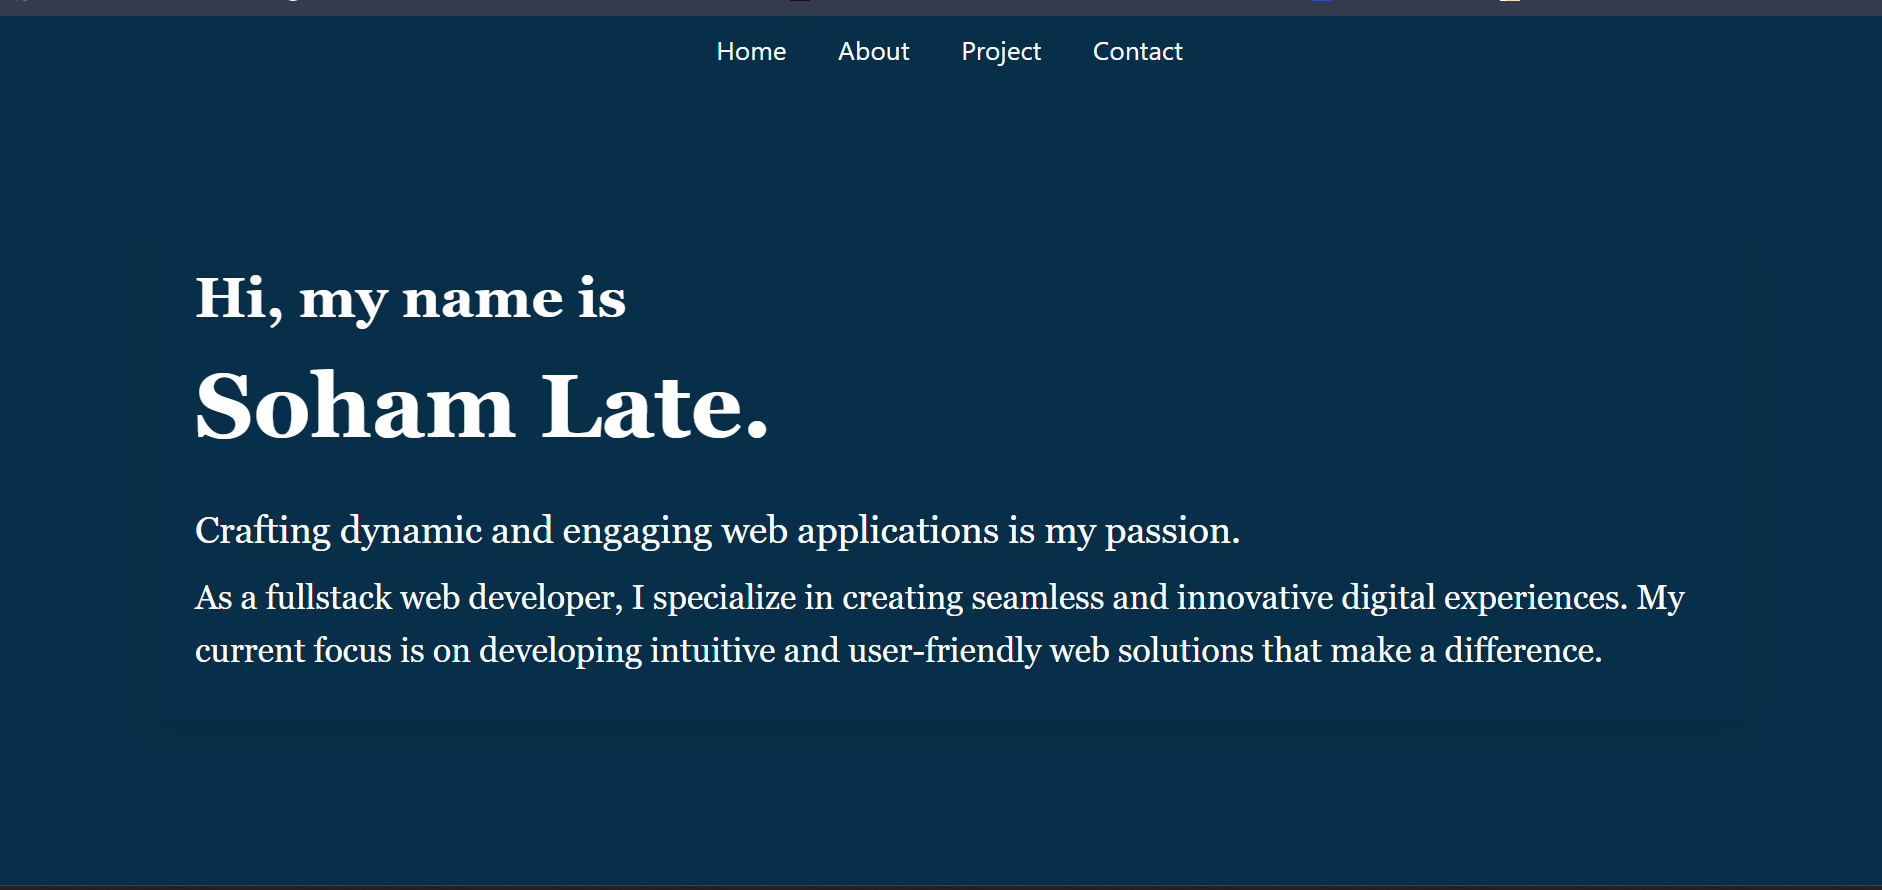 Home About Project Contact
Hi, my name is
Soham Late.
Crafting dynamic and engaging web applications is my passion.
As a fullstack web developer, I specialize in creating seamless and innovative digital experiences. My
current focus is on developing intuitive and user-friendly web solutions that make a difference.